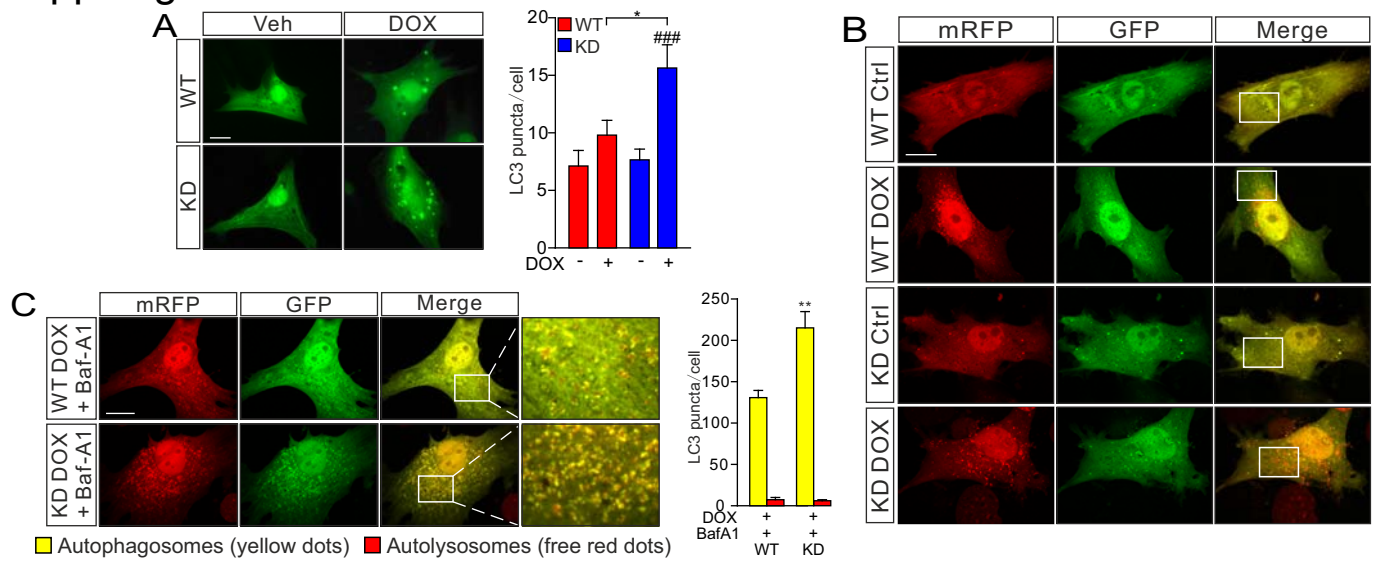 A
Veh DOX
WT
KD
20
15
10
5
0
LC3 puncta/cell
WT
KD
*
###
DOX - + - +
B
mRFP GFP Merge
WT Ctrl
WT DOX
KD Ctrl
KD DOX
C
mRFP GFP Merge
WT DOX
+ Baf-A1
KD DOX
+ Baf-A1
250
200
150
100
50
0
LC3 puncta/cell
**
DOX + +
BafA1 + +
WT KD
Autophagosomes (yellow dots) Autolysosomes (free red dots)